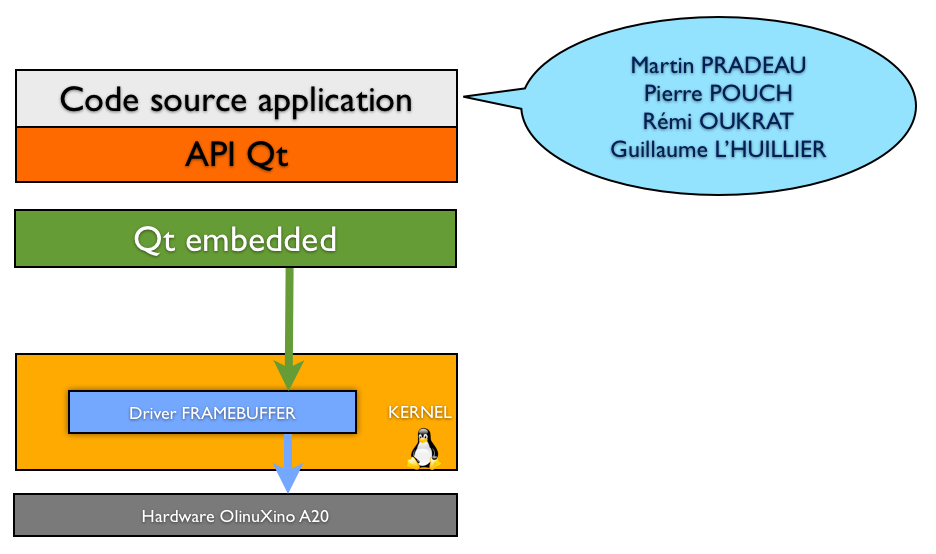 Code source application
API Qt
Martin PRADEAU
Pierre POUCH
Rémi OUKRAT
Guillaume L'HUILLIER
Qt embedded
Driver FRAMEBUFFER
KERNEL
Hardware OlinuXino A20